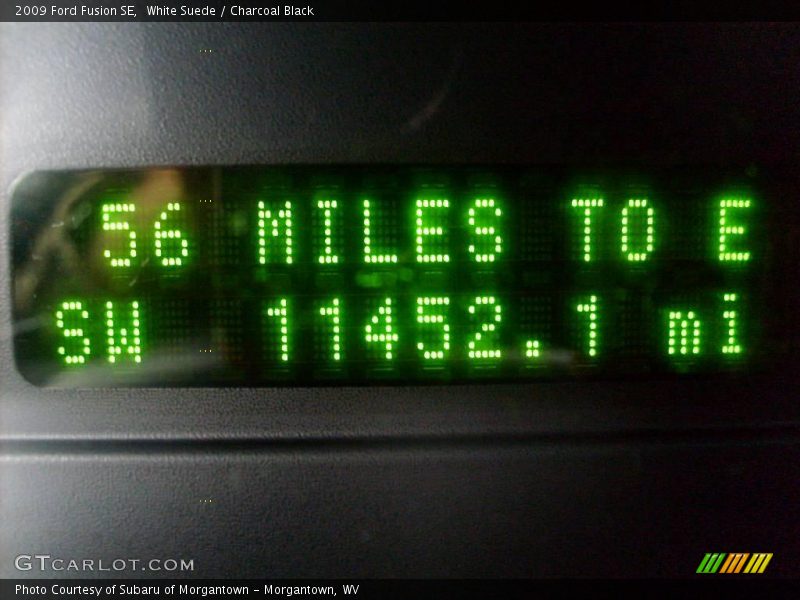 2009 Ford Fusion SE,  White Suede / Charcoal Black
56 MILES TO E
SW 11452.1 mi
GTCARLOT.COM
Photo Courtesy of Subaru of Morgantown - Morgantown, WV